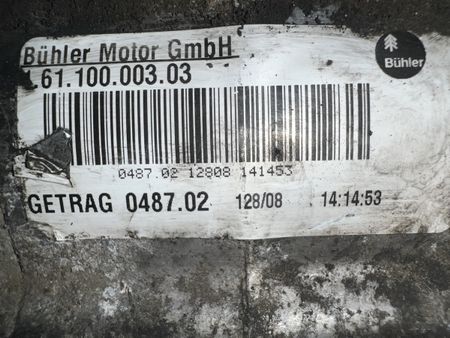 Bühler Motor GmbH
Bühler
161.100.003.03
0487.02 12808 141453
GETRAG 0487.02 128/08 14:14:53